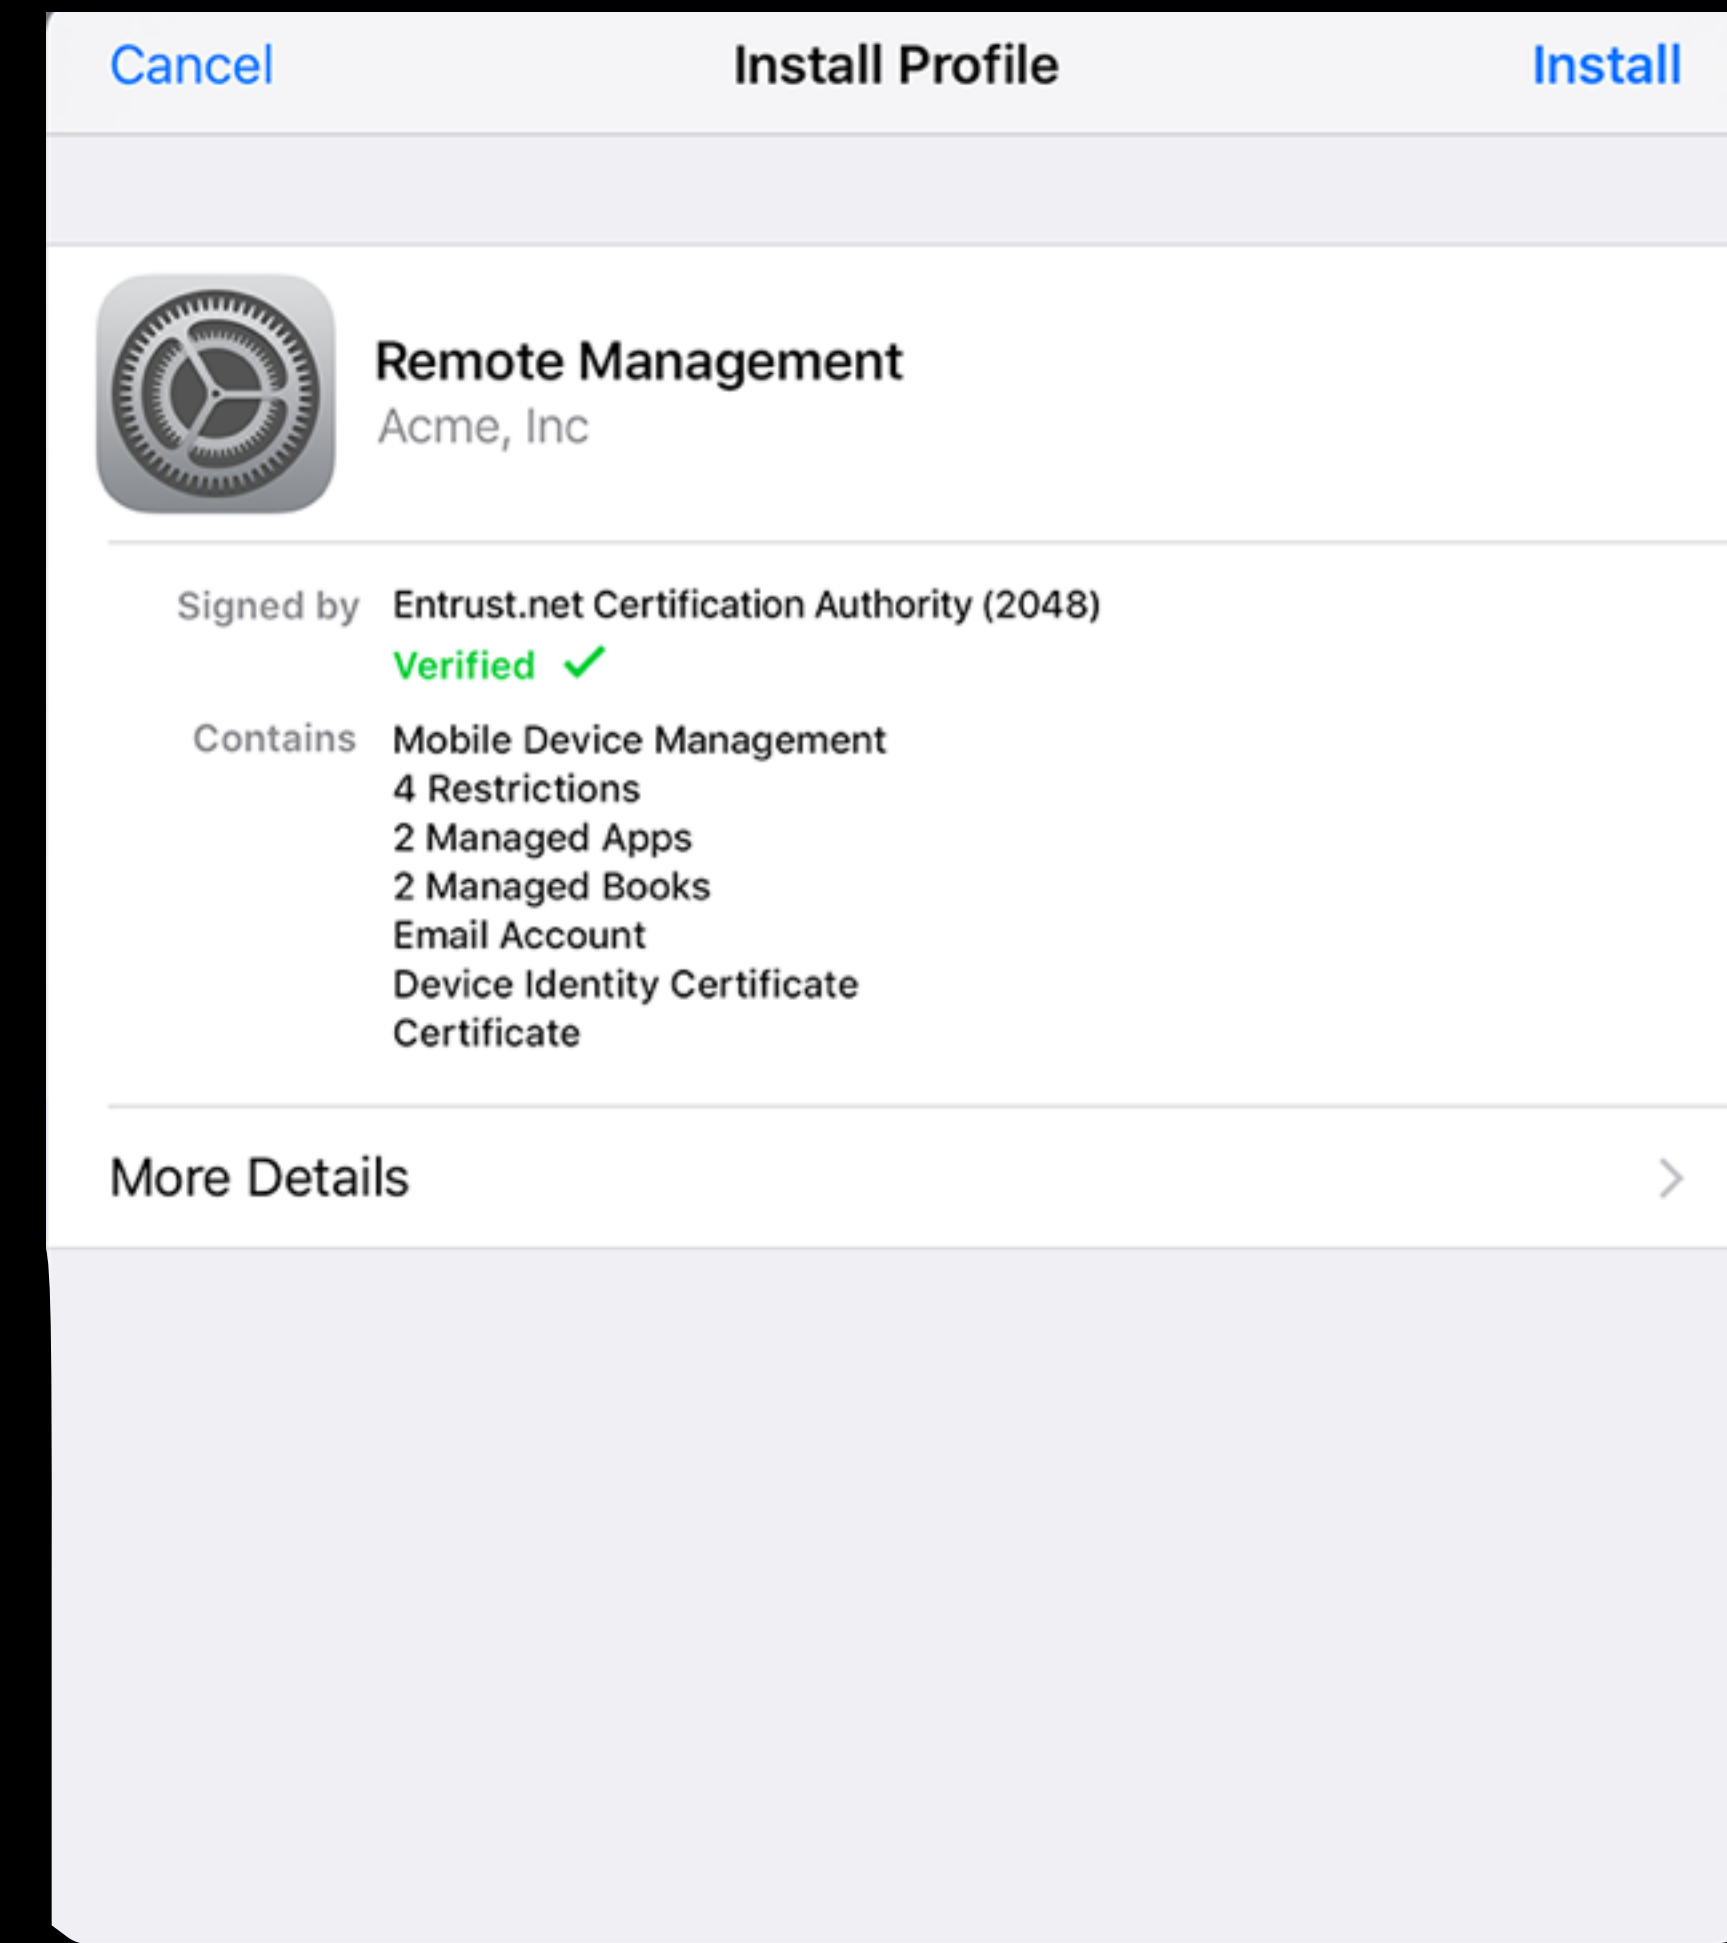 Cancel Install Profile Install
Remote Management
Acme, Inc
Signed by Entrust.net Certification Authority (2048)
Verified
Contains Mobile Device Management
4 Restrictions
2 Managed Apps
2 Managed Books
Email Account
Device Identity Certificate
Certificate
More Details